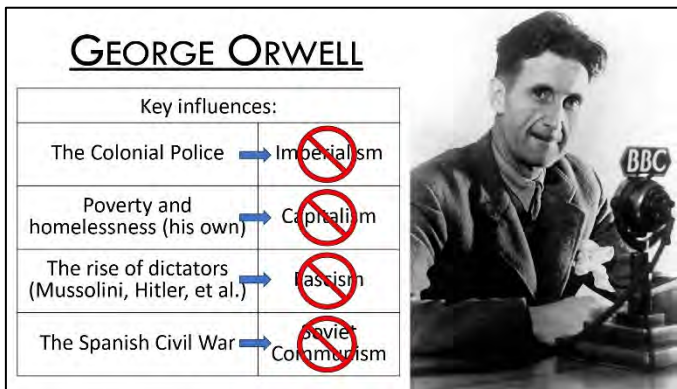 GEORGE ORWELL
Key influences:
The Colonial Police
Imperialism
Poverty and
homelessness (his own)
Capitalism
The rise of dictators
(Mussolini, Hitler, et al.)
Fascism
The Spanish Civil War
Soviet
Communism
BBC